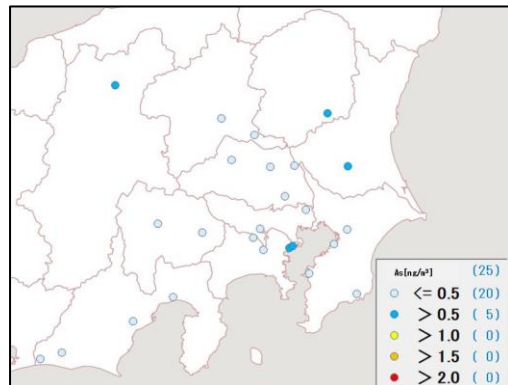 As[ng/m³] (25)
<= 0.5 (20)
> 0.5 ( 5)
> 1.0 ( 0)
> 1.5 ( 0)
> 2.0 ( 0)